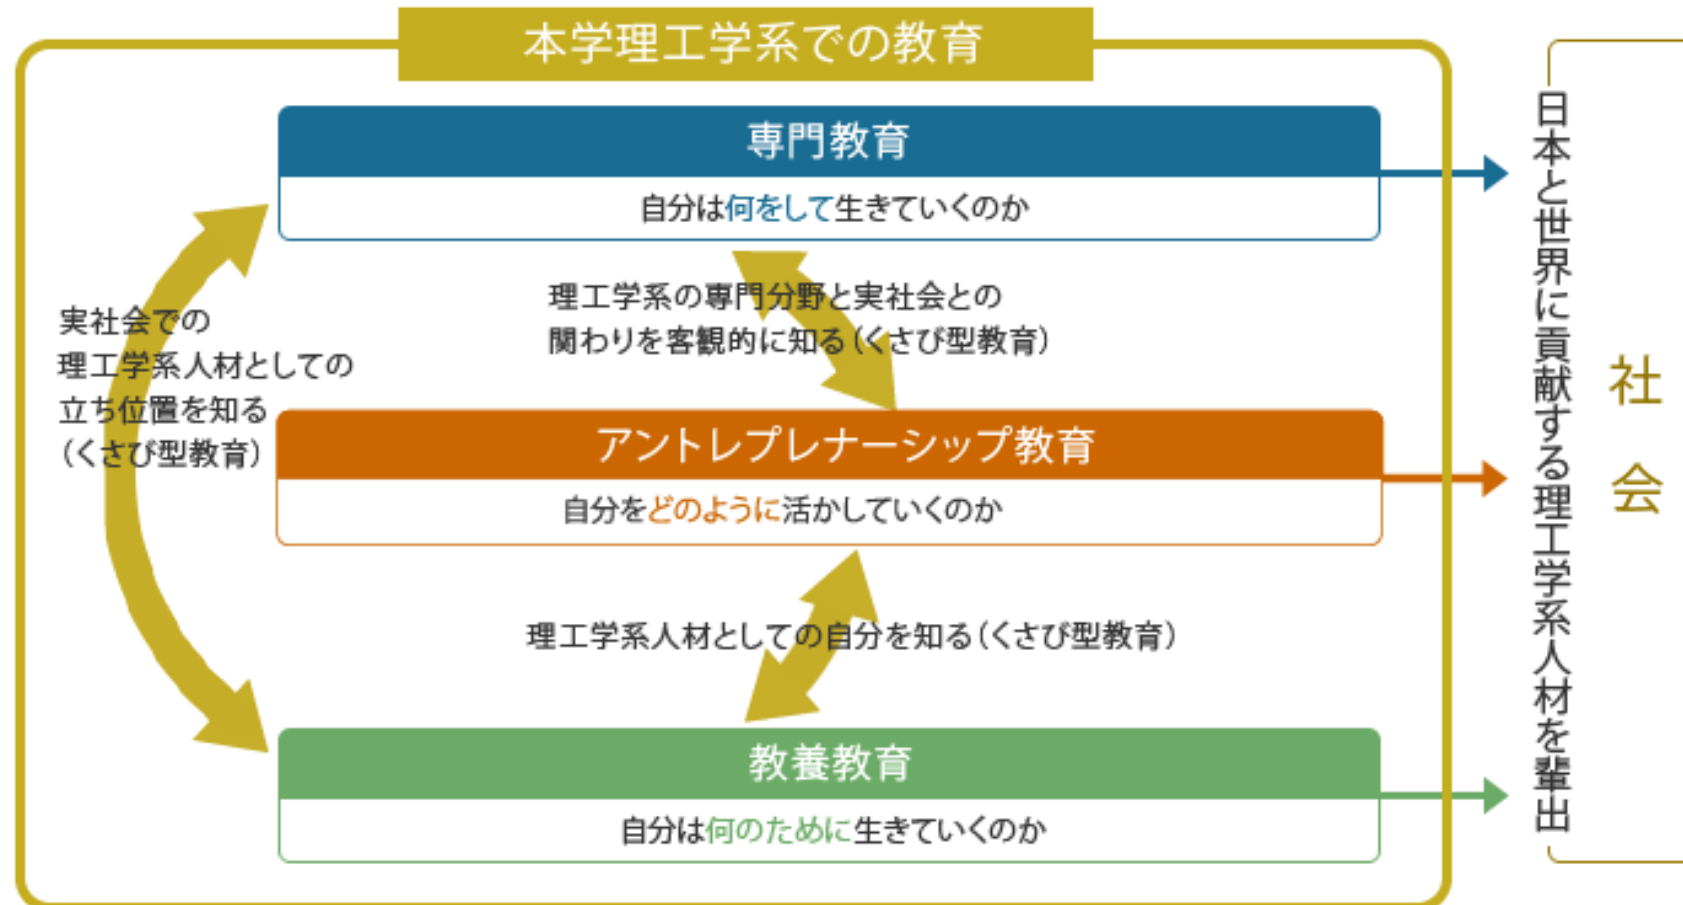 本学理工学系での教育
専門教育
自分は何をして生きていくのか
理工学系の専門分野と実社会との
関わりを客観的に知る（くさび型教育）
実社会での
理工学系人材としての
立ち位置を知る
（くさび型教育）
アントレプレナーシップ教育
自分をどのように活かしていくのか
理工学系人材としての自分を知る（くさび型教育）
教養教育
自分は何のために生きていくのか
日本と世界に貢献する理工学系人材を輩出
社会